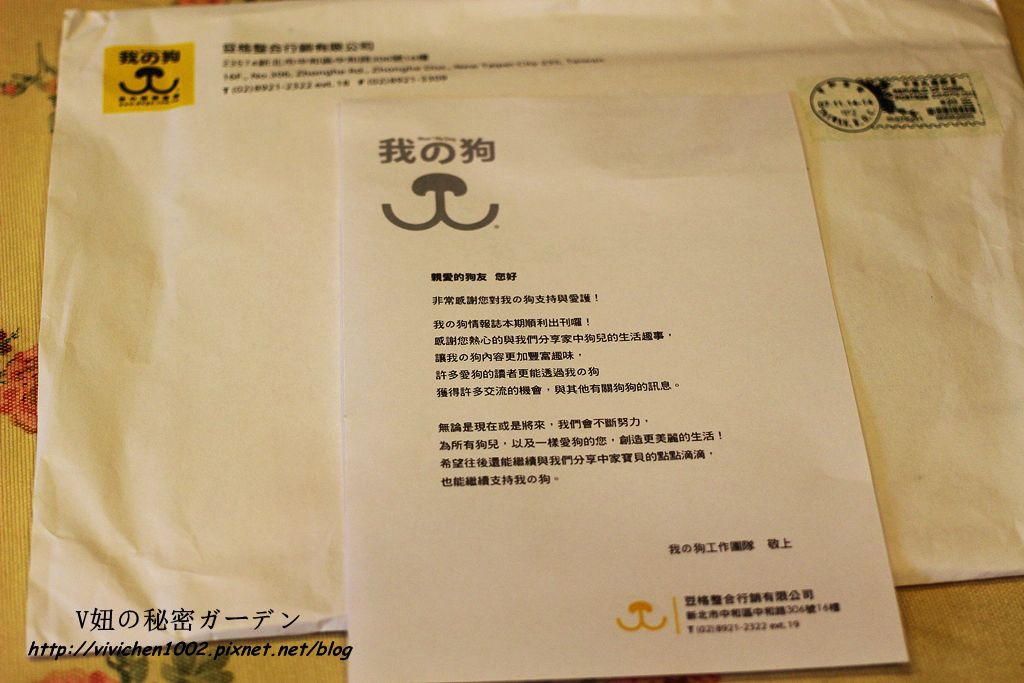 我の狗
豆格整合行銷有限公司
我の狗
親愛的狗友 您好
非常感謝您對我の狗支持與愛護！
我の狗情報誌本期順利出刊囉！
感謝您熱心的與我們分享家中狗兒的生活趣事，
讓我の狗內容更加豐富趣味，
許多愛狗的讀者更能透過我の狗
獲得許多交流的機會，與其他有關狗狗的訊息。
無論是現在或是將來，我們會不斷努力，
為所有狗兒，以及一樣愛狗的您，創造更美麗的生活！
希望往後還能繼續與我們分享中家寶貝的點點滴滴，
也能繼續支持我の狗。
我の狗工作團隊 敬上
豆格整合行銷有限公司
新北市中和區中和路306號16樓
T (02)8921-2322 ext. 19
V妞の秘密ガーデン
http://vivichen1002.pixnet.net/blog